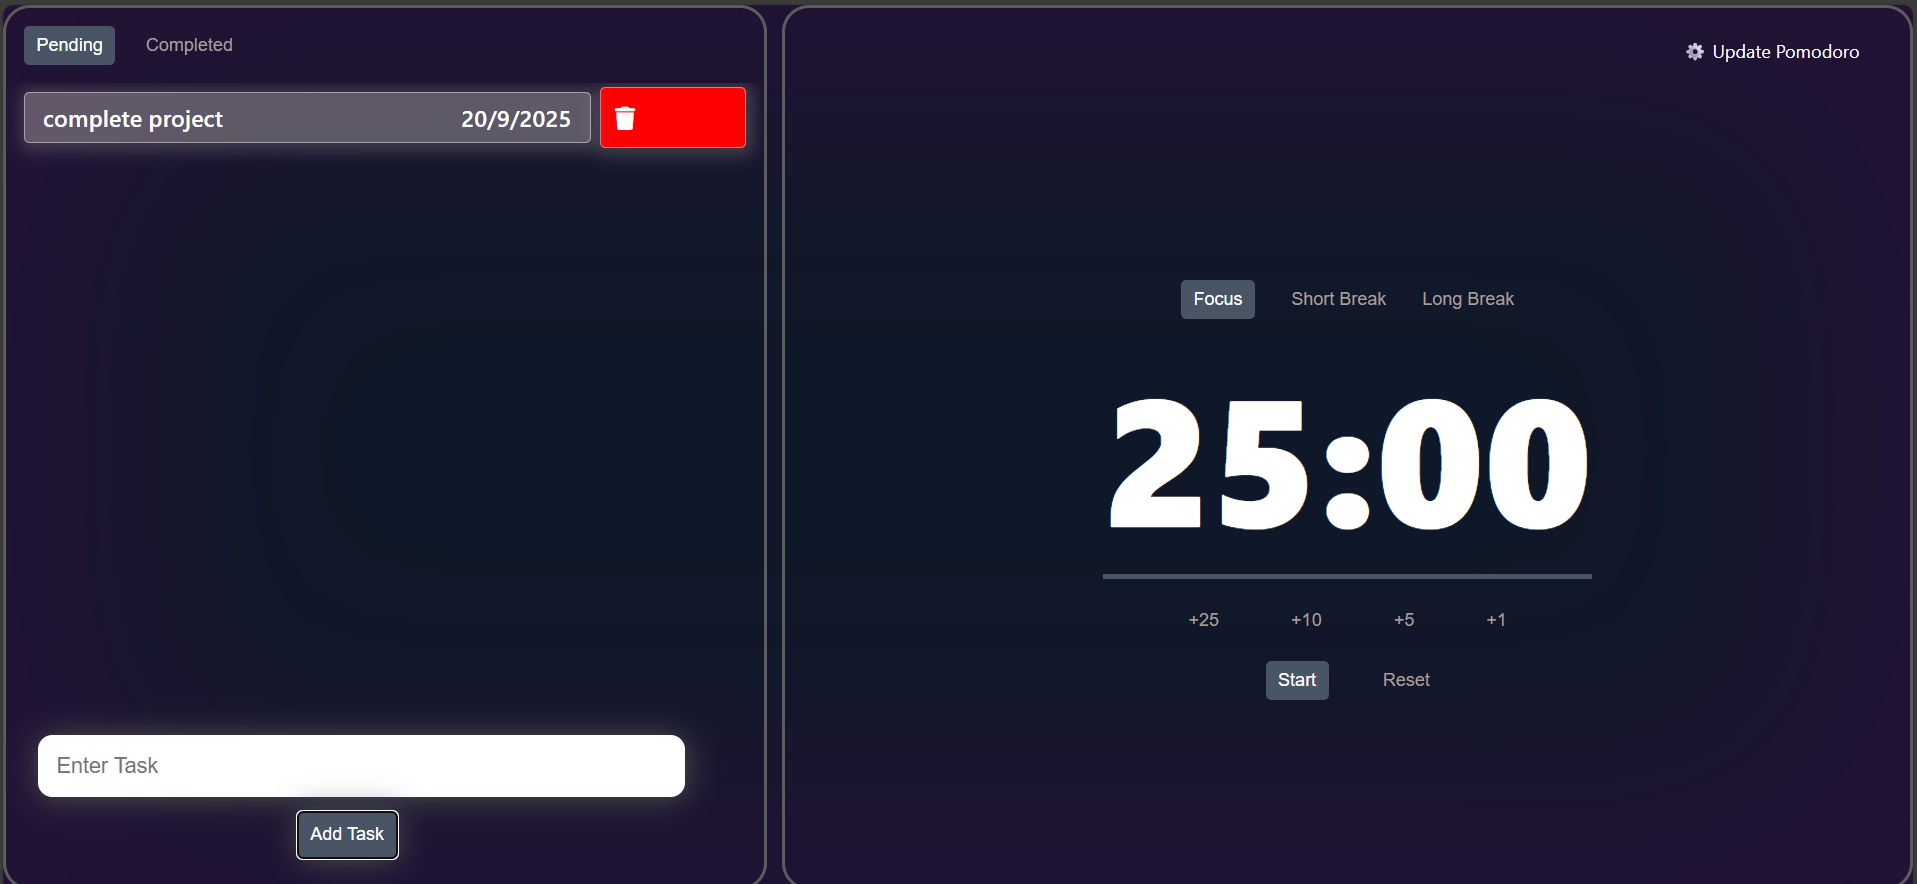 Pending Completed
complete project 20/9/2025
Enter Task
Add Task
Update Pomodoro
Focus Short Break Long Break
25:00
+25 +10 +5 +1
Start Reset